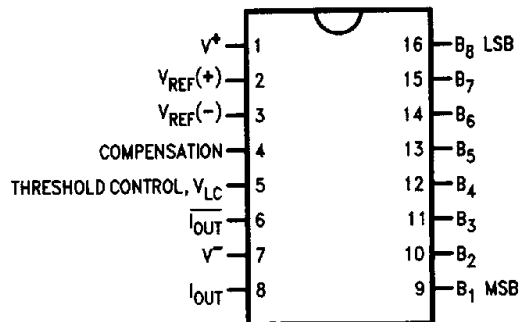 V+ 1 16 B8 LSB
VREF(+) 2 15 B7
VREF(-) 3 14 B6
COMPENSATION 4 13 B5
THRESHOLD CONTROL, VLC 5 12 B4
IOUT 6 11 B3
V- 7 10 B2
IOUT 8 9 B1 MSB